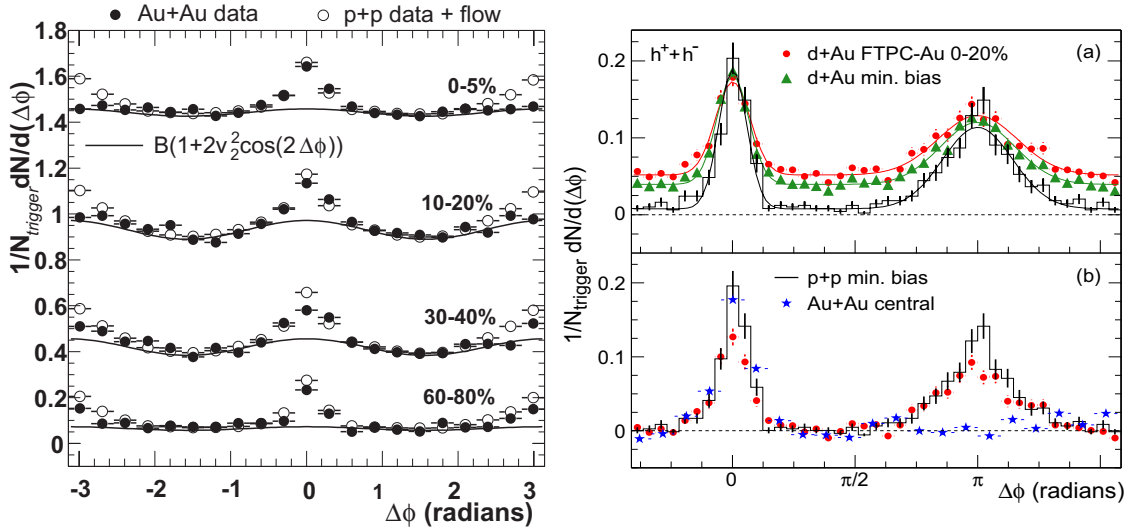 ● Au+Au data ○ p+p data + flow
1/N_trigger dN/d(Δϕ)
1.8
1.6
1.4
1.2
1
0.8
0.6
0.4
0.2
0
0-5%
B(1+2v₂²cos(2Δϕ))
10-20%
30-40%
60-80%
-3 -2 -1 0 1 2 3
Δϕ (radians)
1/N_trigger dN/d(Δϕ)
h⁺+h⁻
(a)
d+Au FTPC-Au 0-20%
d+Au min. bias
0.2
0.1
0
(b)
p+p min. bias
Au+Au central
0.2
0.1
0
0 π/2 π
Δϕ (radians)